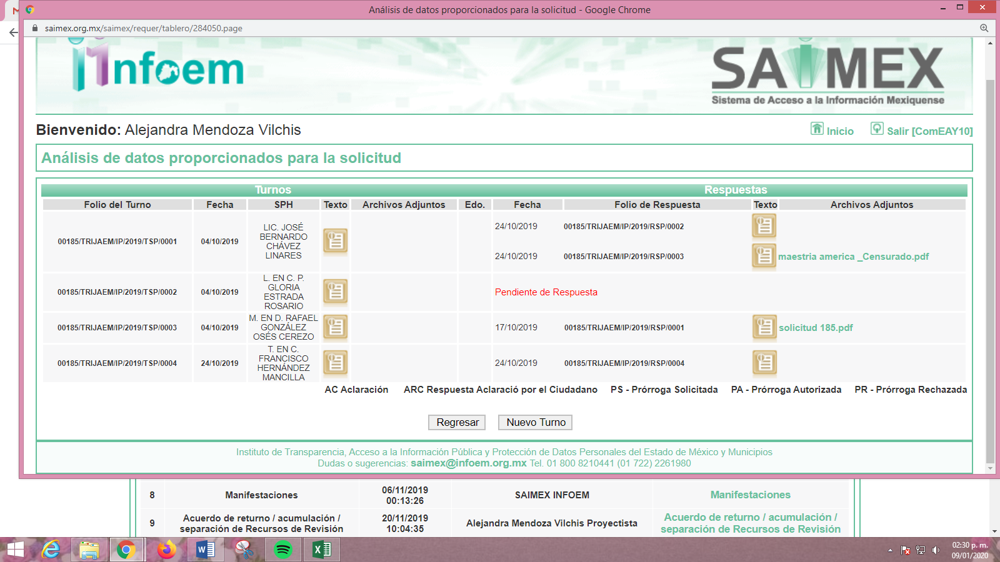 Análisis de datos proporcionados para la solicitud - Google Chrome
saimex.org.mx/saimex/requer/tablero/284050.page
infoem
SAIMEX
Sistema de Acceso a la Información Mexiquense
Bienvenido: Alejandra Mendoza Vilchis
Inicio Salir [ComEAY10]
Análisis de datos proporcionados para la solicitud
Turnos Respuestas
Folio del Turno Fecha SPH Texto Archivos Adjuntos Edo. Fecha Folio de Respuesta Texto Archivos Adjuntos
00185/TRIJAEM/IP/2019/TSP/0001 04/10/2019
LIC. JOSÉ
BERNARDO
CHÁVEZ
LINARES
24/10/2019 00185/TRIJAEM/IP/2019/RSP/0002
24/10/2019 00185/TRIJAEM/IP/2019/RSP/0003 maestria america _Censurado.pdf
00185/TRIJAEM/IP/2019/TSP/0002 04/10/2019
L. EN C. P.
GLORIA
ESTRADA
ROSARIO
Pendiente de Respuesta
00185/TRIJAEM/IP/2019/TSP/0003 04/10/2019
M. EN D. RAFAEL
GONZÁLEZ
OSÉS CEREZO
17/10/2019 00185/TRIJAEM/IP/2019/RSP/0001 solicitud 185.pdf
00185/TRIJAEM/IP/2019/TSP/0004 24/10/2019
T. EN C.
FRANCISCO
HERNÁNDEZ
MANCILLA
24/10/2019 00185/TRIJAEM/IP/2019/RSP/0004
AC Aclaración ARC Respuesta Aclaració por el Ciudadano PS - Prórroga Solicitada PA - Prórroga Autorizada PR - Prórroga Rechazada
Regresar Nuevo Turno
Instituto de Transparencia, Acceso a la Información Pública y Protección de Datos Personales del Estado de México y Municipios
Dudas o sugerencias: saimex@infoem.org.mx Tel. 01 800 8210441 (01 722) 2261980
8 Manifestaciones
06/11/2019
00:13:26
SAIMEX INFOEM Manifestaciones
9
Acuerdo de returno / acumulación /
separación de Recursos de Revisión
20/11/2019
10:04:35
Alejandra Mendoza Vilchis Proyectista
Acuerdo de returno / acumulación /
separación de Recursos de Revisión
02:30 p. m.
09/01/2020